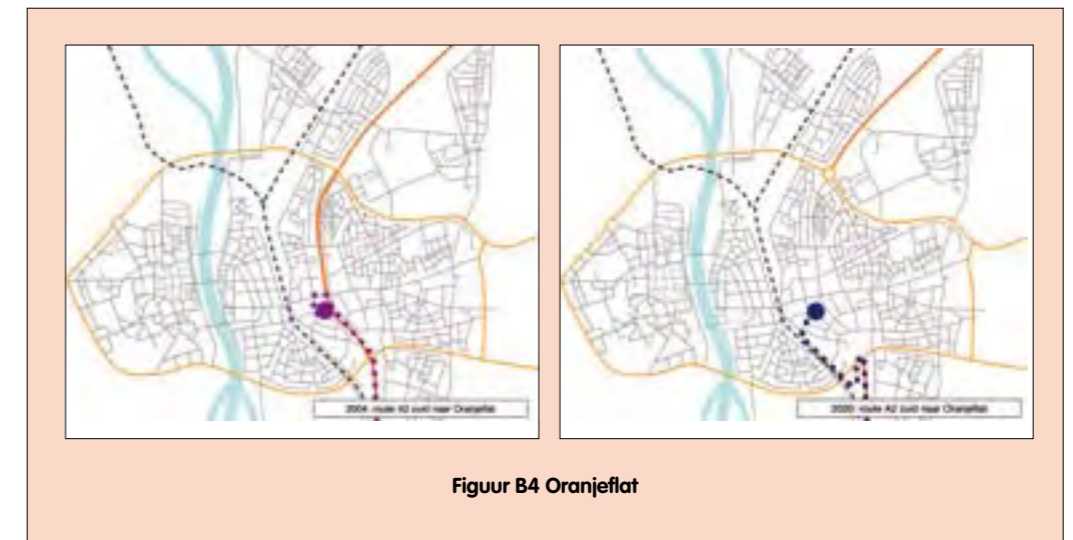 2004: route A2 zuid naar Oranjeflat
2020: route A2 zuid naar Oranjeflat
Figuur B4 Oranjeflat